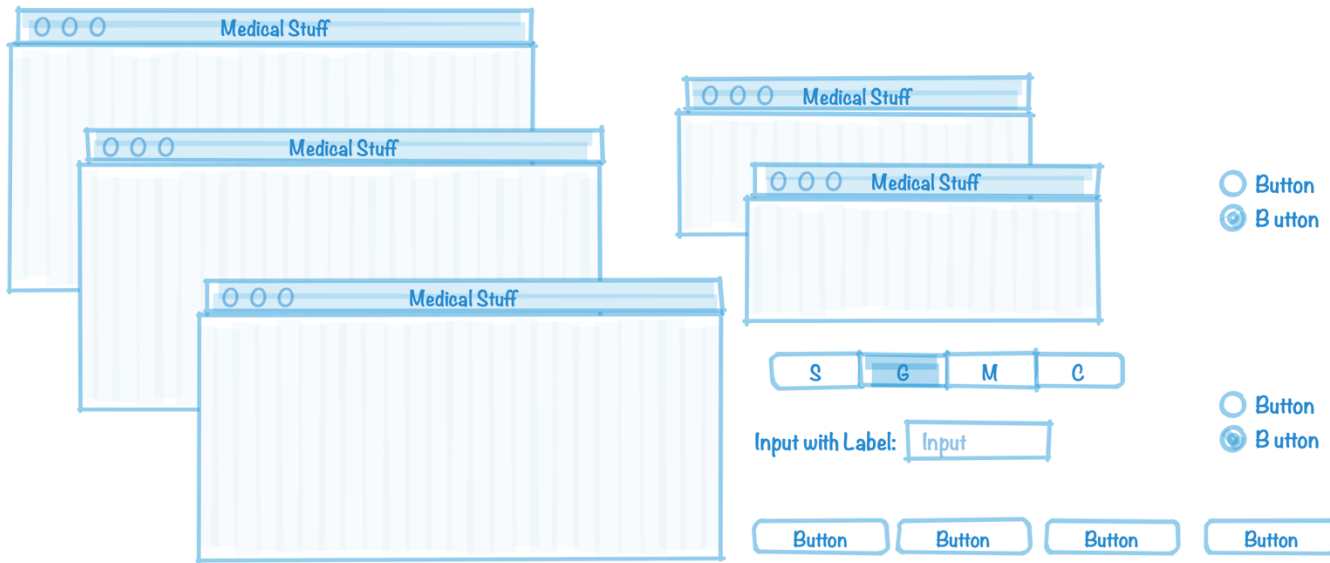 Medical Stuff
Medical Stuff
Medical Stuff
Medical Stuff
Medical Stuff
Button
B utton
S G M C
Button
B utton
Input with Label: Input
Button Button Button Button